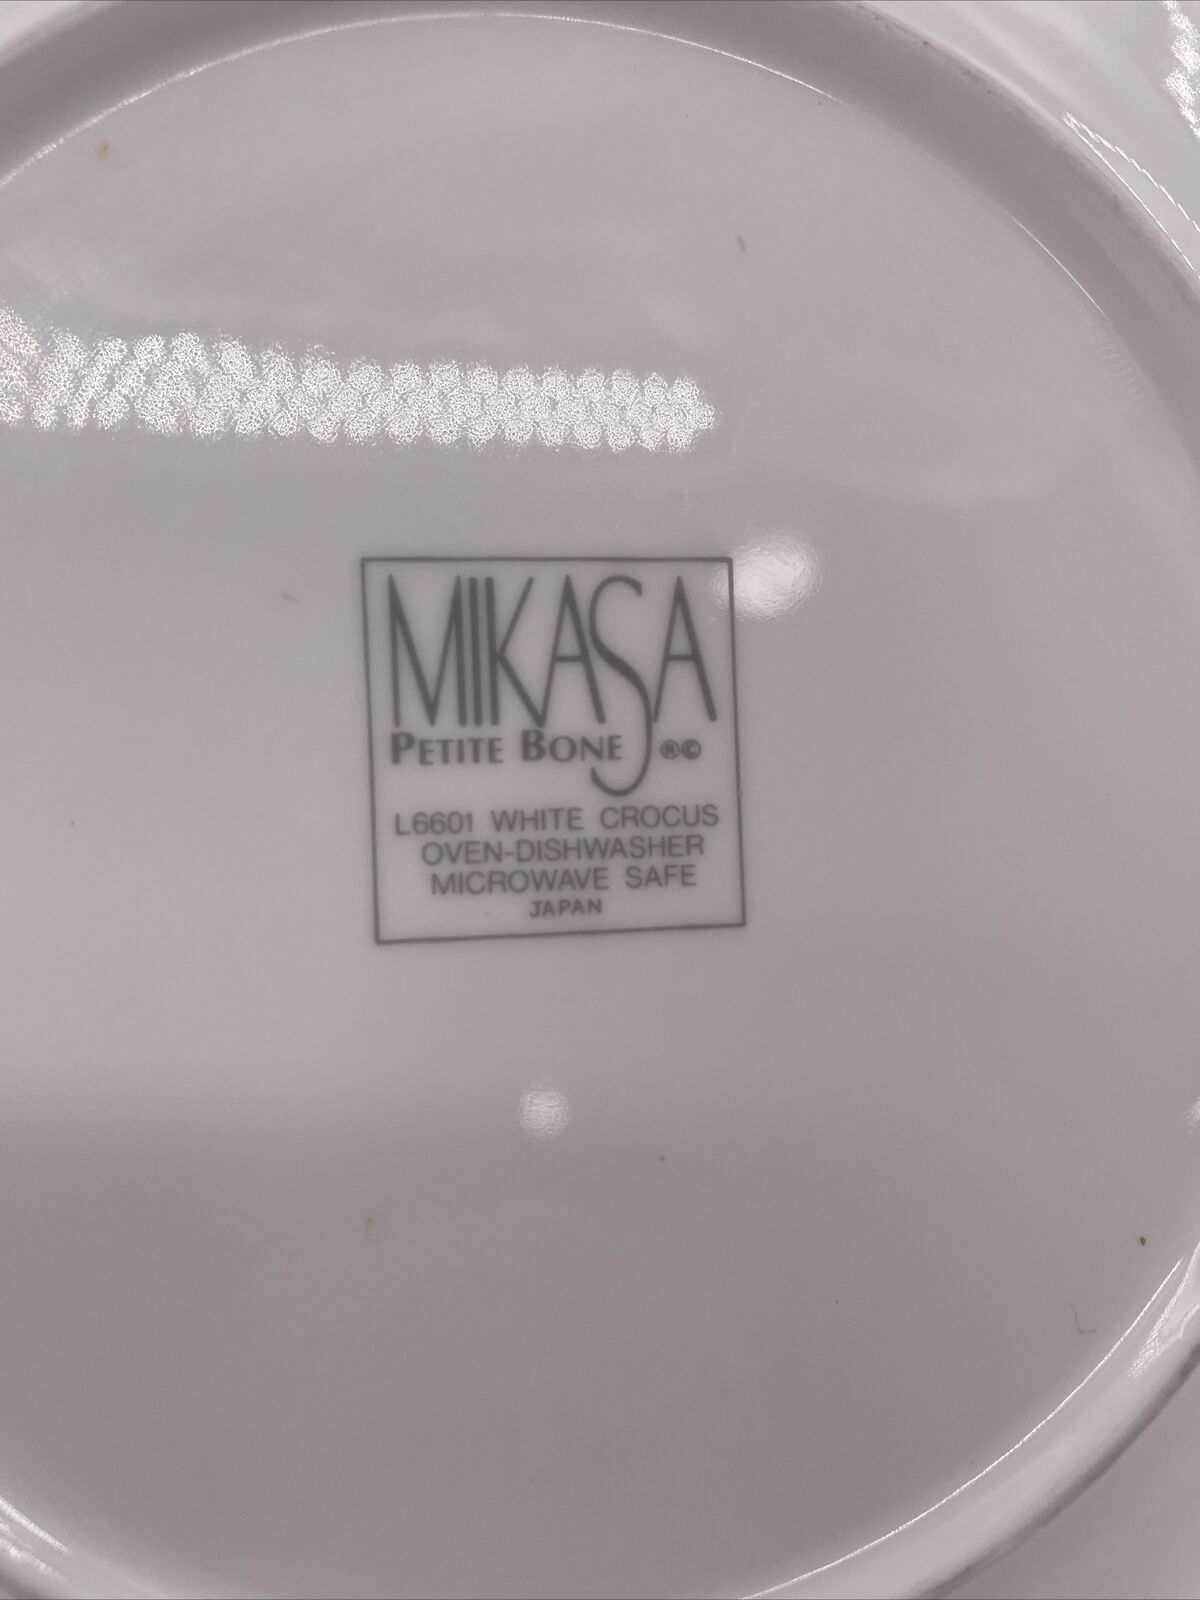 MIKASA
PETITE BONE ®©
L6601 WHITE CROCUS
OVEN-DISHWASHER
MICROWAVE SAFE
JAPAN